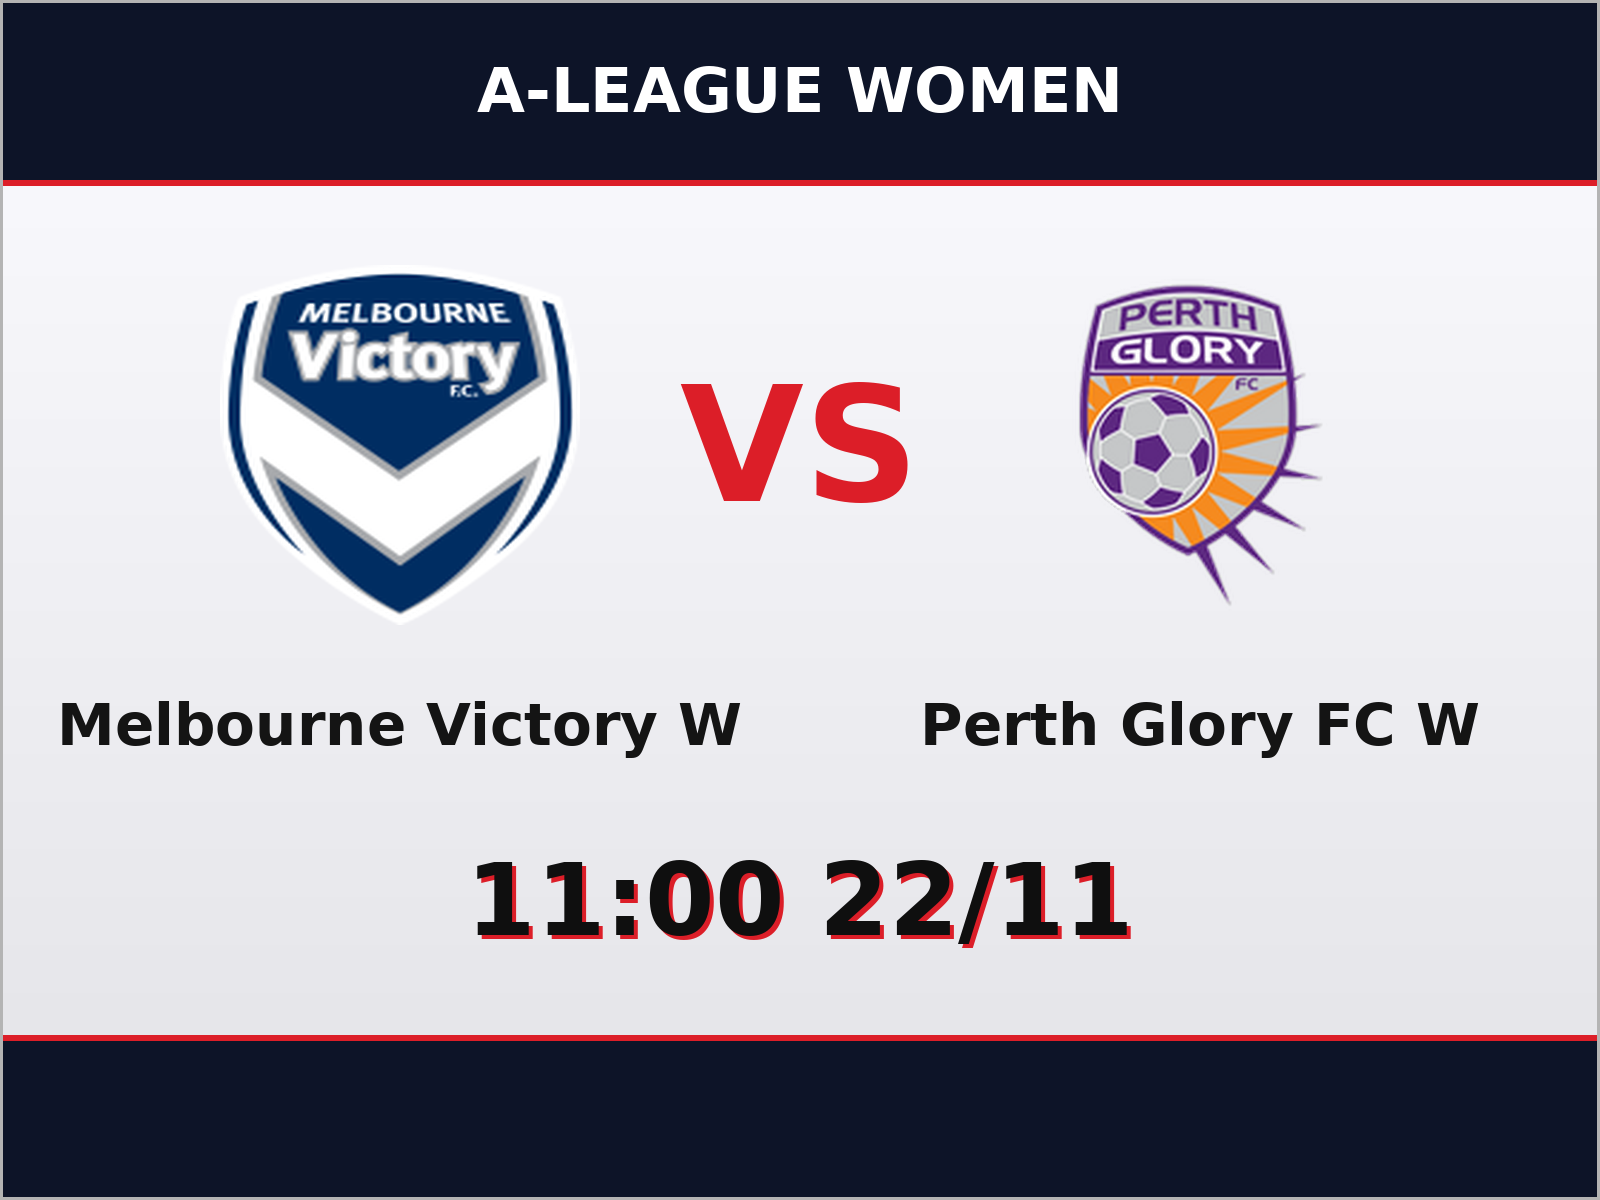 A-LEAGUE WOMEN
MELBOURNE
Victory
F.C.
VS
PERTH
GLORY
FC
Melbourne Victory W
Perth Glory FC W
11:00 22/11